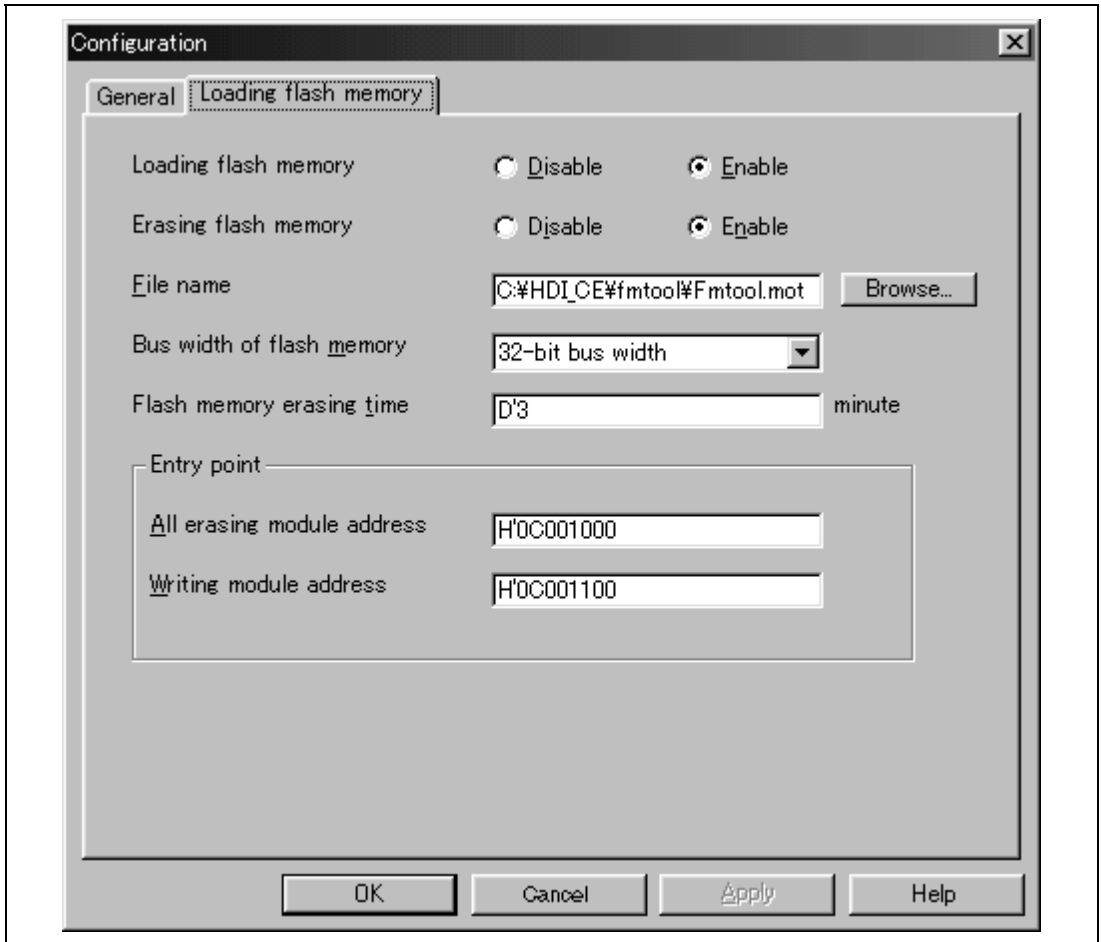 Configuration
General Loading flash memory
Loading flash memory Disable Enable
Erasing flash memory Disable Enable
File name C:¥HDI_CE¥fmtool¥Fmtool.mot Browse...
Bus width of flash memory 32-bit bus width
Flash memory erasing time D'3 minute
Entry point
All erasing module address H'0C001000
Writing module address H'0C001100
OK Cancel Apply Help